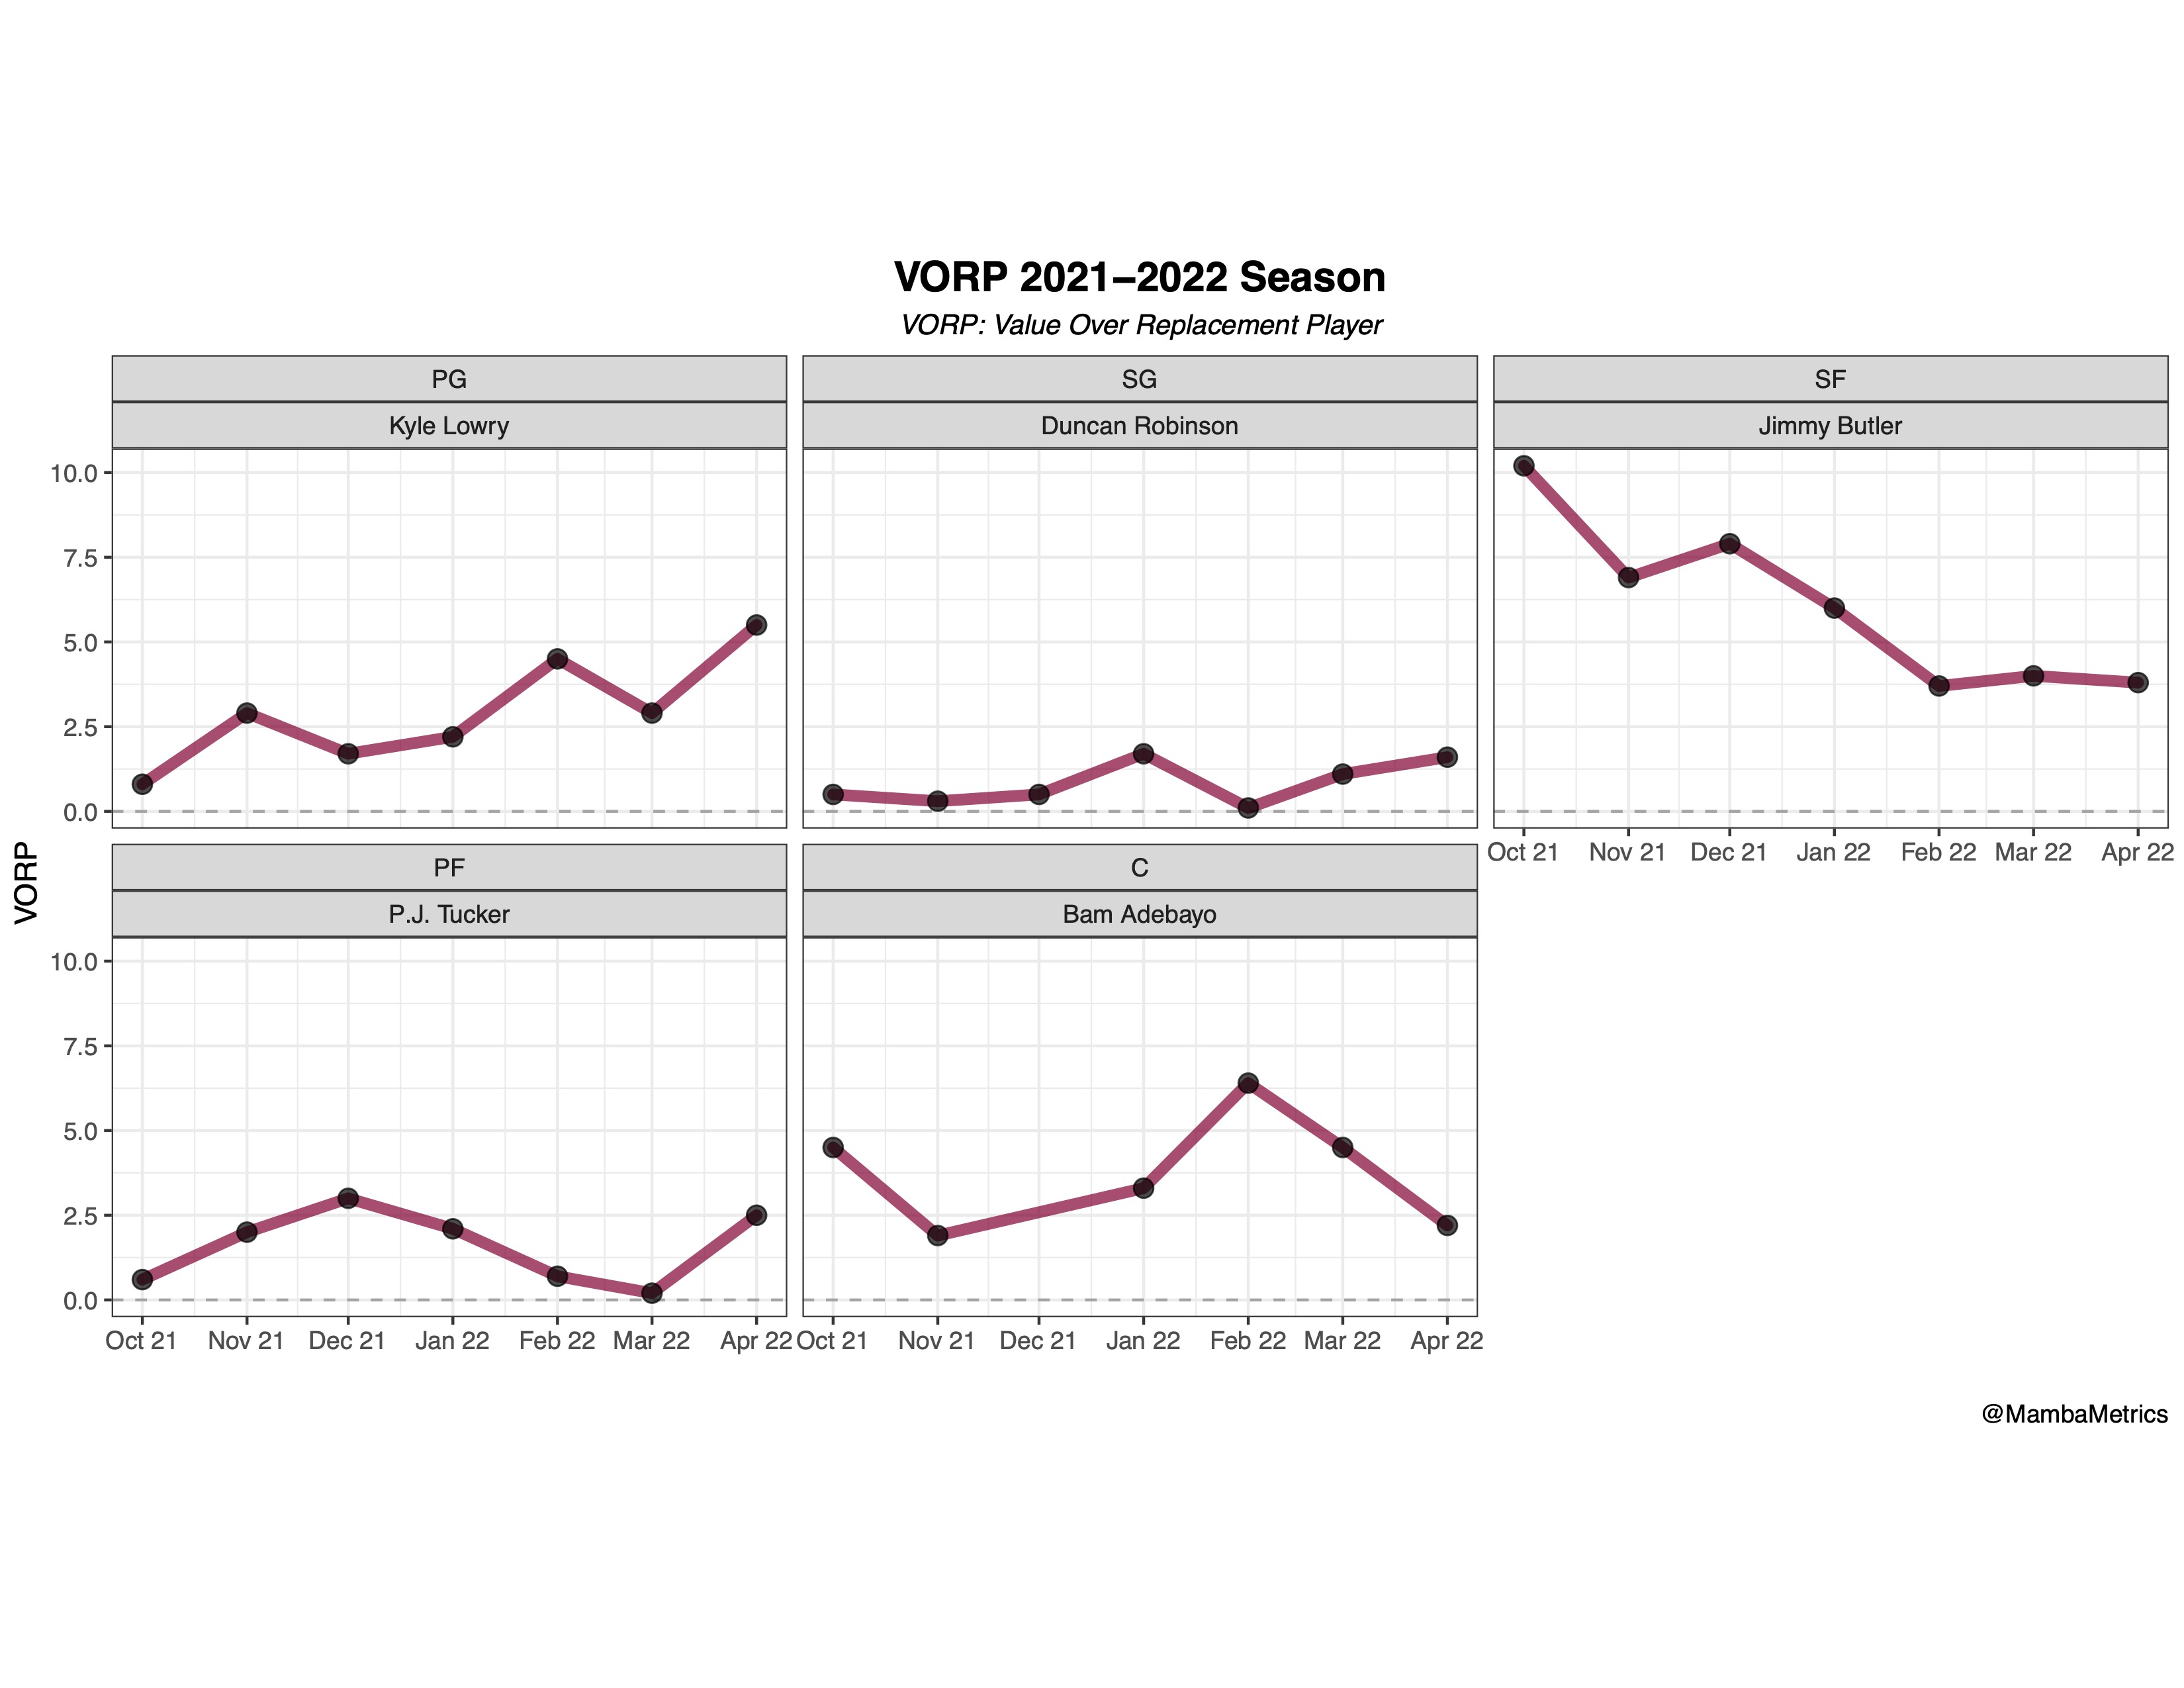 VORP 2021–2022 Season
VORP: Value Over Replacement Player
PG
Kyle Lowry
SG
Duncan Robinson
SF
Jimmy Butler
10.0
7.5
5.0
2.5
0.0
Oct 21 Nov 21 Dec 21 Jan 22 Feb 22 Mar 22 Apr 22
VORP
PF
P.J. Tucker
C
Bam Adebayo
10.0
7.5
5.0
2.5
0.0
Oct 21 Nov 21 Dec 21 Jan 22 Feb 22 Mar 22 Apr 22
Oct 21 Nov 21 Dec 21 Jan 22 Feb 22 Mar 22 Apr 22
@MambaMetrics